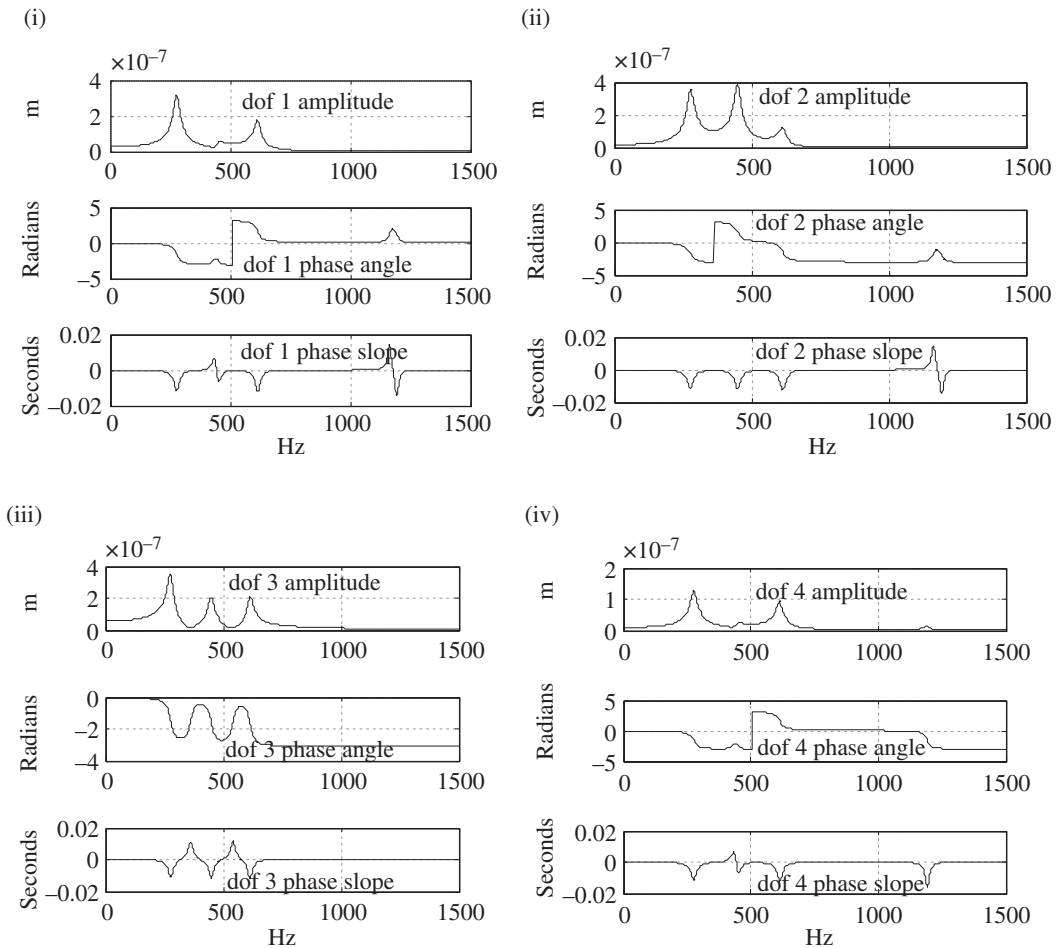 (i)
×10–7
4
2
0
m
dof 1 amplitude
0 500 1000 1500
5
0
–5
Radians
dof 1 phase angle
0 500 1000 1500
0.02
0
–0.02
Seconds
dof 1 phase slope
0 500 1000 1500
Hz
(ii)
×10–7
4
2
0
m
dof 2 amplitude
0 500 1000 1500
5
0
–5
Radians
dof 2 phase angle
0 500 1000 1500
0.02
0
–0.02
Seconds
dof 2 phase slope
0 500 1000 1500
Hz
(iii)
×10–7
4
2
0
m
dof 3 amplitude
0 500 1000 1500
0
–2
–4
Radians
dof 3 phase angle
0 500 1000 1500
0.02
0
–0.02
Seconds
dof 3 phase slope
0 500 1000 1500
Hz
(iv)
×10–7
2
1
0
m
dof 4 amplitude
0 500 1000 1500
5
0
–5
Radians
dof 4 phase angle
0 500 1000 1500
0.02
0
–0.02
Seconds
dof 4 phase slope
0 500 1000 1500
Hz